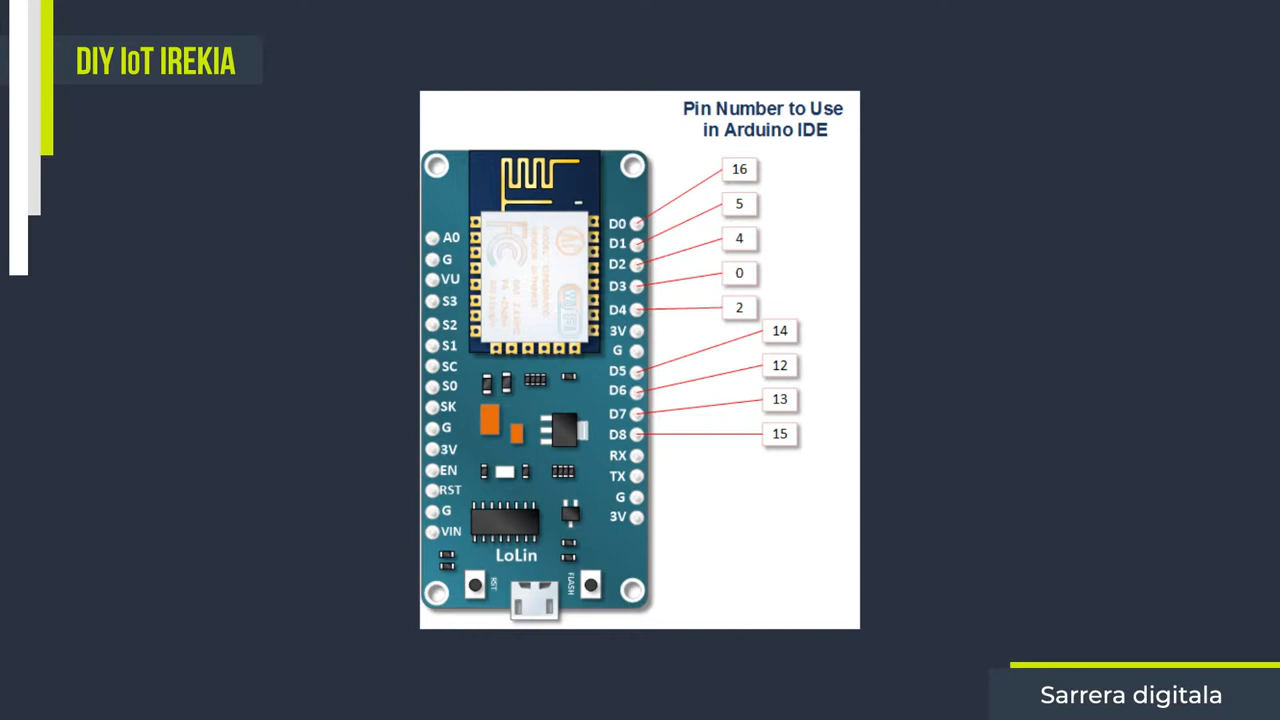 DIY IoT IREKIA
Pin Number to Use
in Arduino IDE
16
5
4
0
2
14
12
13
15
D0
D1
D2
D3
D4
3V
G
D5
D6
D7
D8
RX
TX
G
3V
A0
G
VU
S3
S2
S1
SC
S0
SK
G
3V
EN
RST
G
VIN
FC
WiFi
LoLin
RST
FLASH
Sarrera digitala